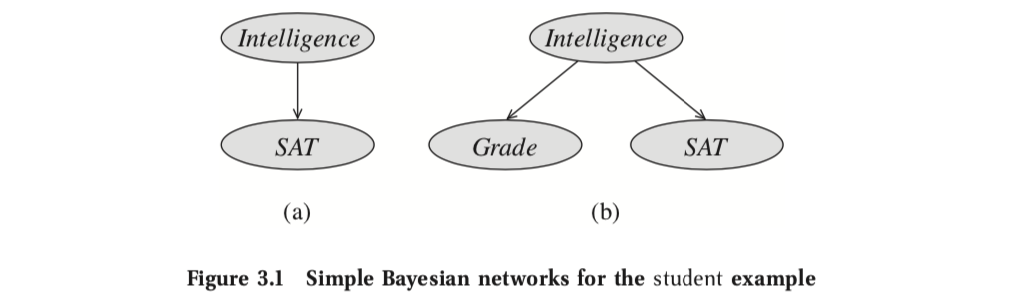 Intelligence
Intelligence
SAT
Grade
SAT
(a)
(b)
Figure 3.1 Simple Bayesian networks for the student example